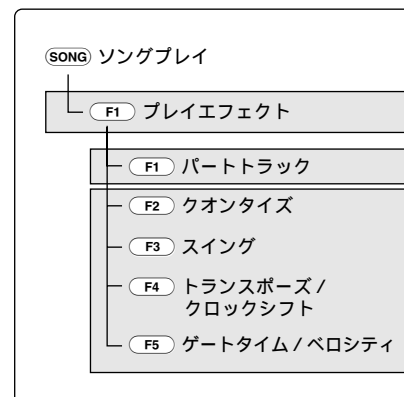 SONG ソングプレイ
F1 プレイエフェクト
F1 パートトラック
F2 クオンタイズ
F3 スイング
F4 トランスポーズ /
クロックシフト
F5 ゲートタイム / ベロシティ